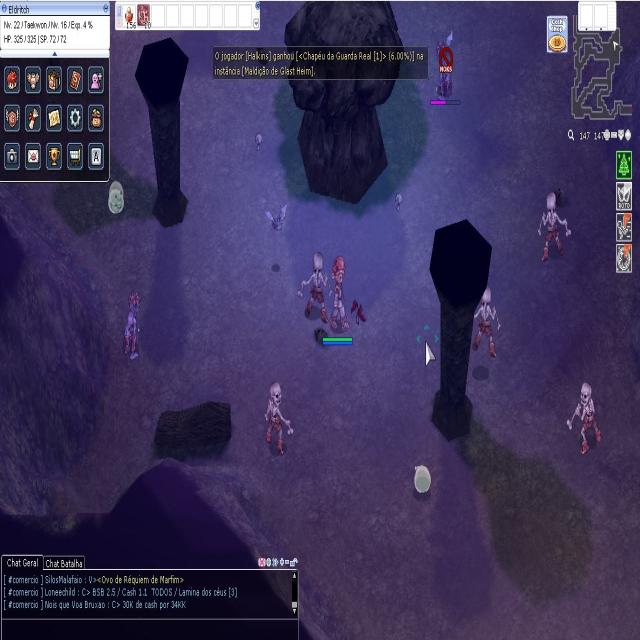 Eldritch
Nv. 22 / Taekwon / Nv. 16 / Exp. 4 %
HP. 325 / 325 | SP. 72 / 72
156 10
O jogador [Halkins] ganhou [<Chapéu da Guarda Real [1]> (6.00%)] na
instância [Maldição de Glast Heim].
147 147
Chat Geral Chat Batalha
[ #comercio ] SilosMalafaio : V><Ovo de Réquiem de Marfim>
[ #comercio ] Loneechild : C> BSB 2.5 / Cash 1.1 TODOS / Lamina dos céus [3]
[ #comercio ] Nois que Voa Bruxao : C> 30K de cash por 34KK